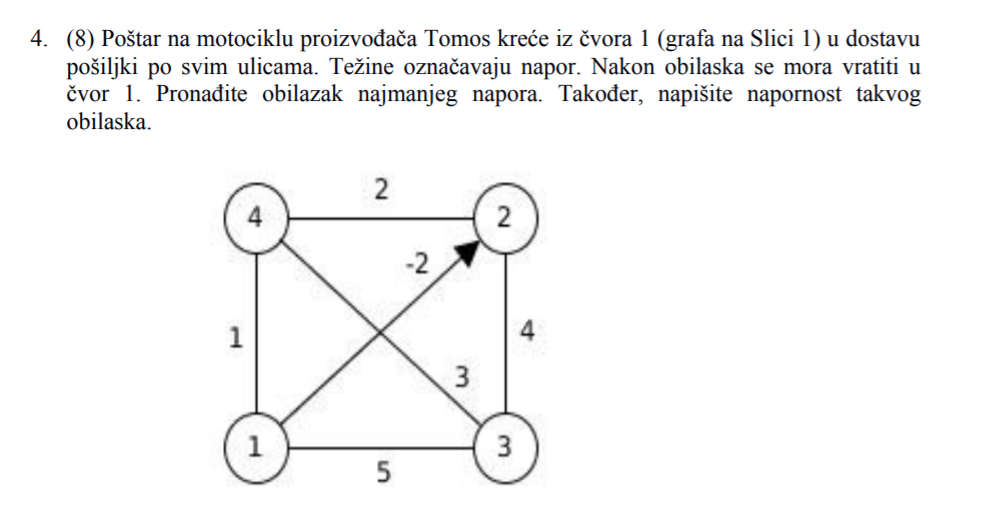 4. (8) Poštar na motociklu proizvođača Tomos kreće iz čvora 1 (grafa na Slici 1) u dostavu
pošiljki po svim ulicama. Težine označavaju napor. Nakon obilaska se mora vratiti u
čvor 1. Pronađite obilazak najmanjeg napora. Također, napišite napornost takvog
obilaska.
2
4
2
-2
1
4
3
1
3
5